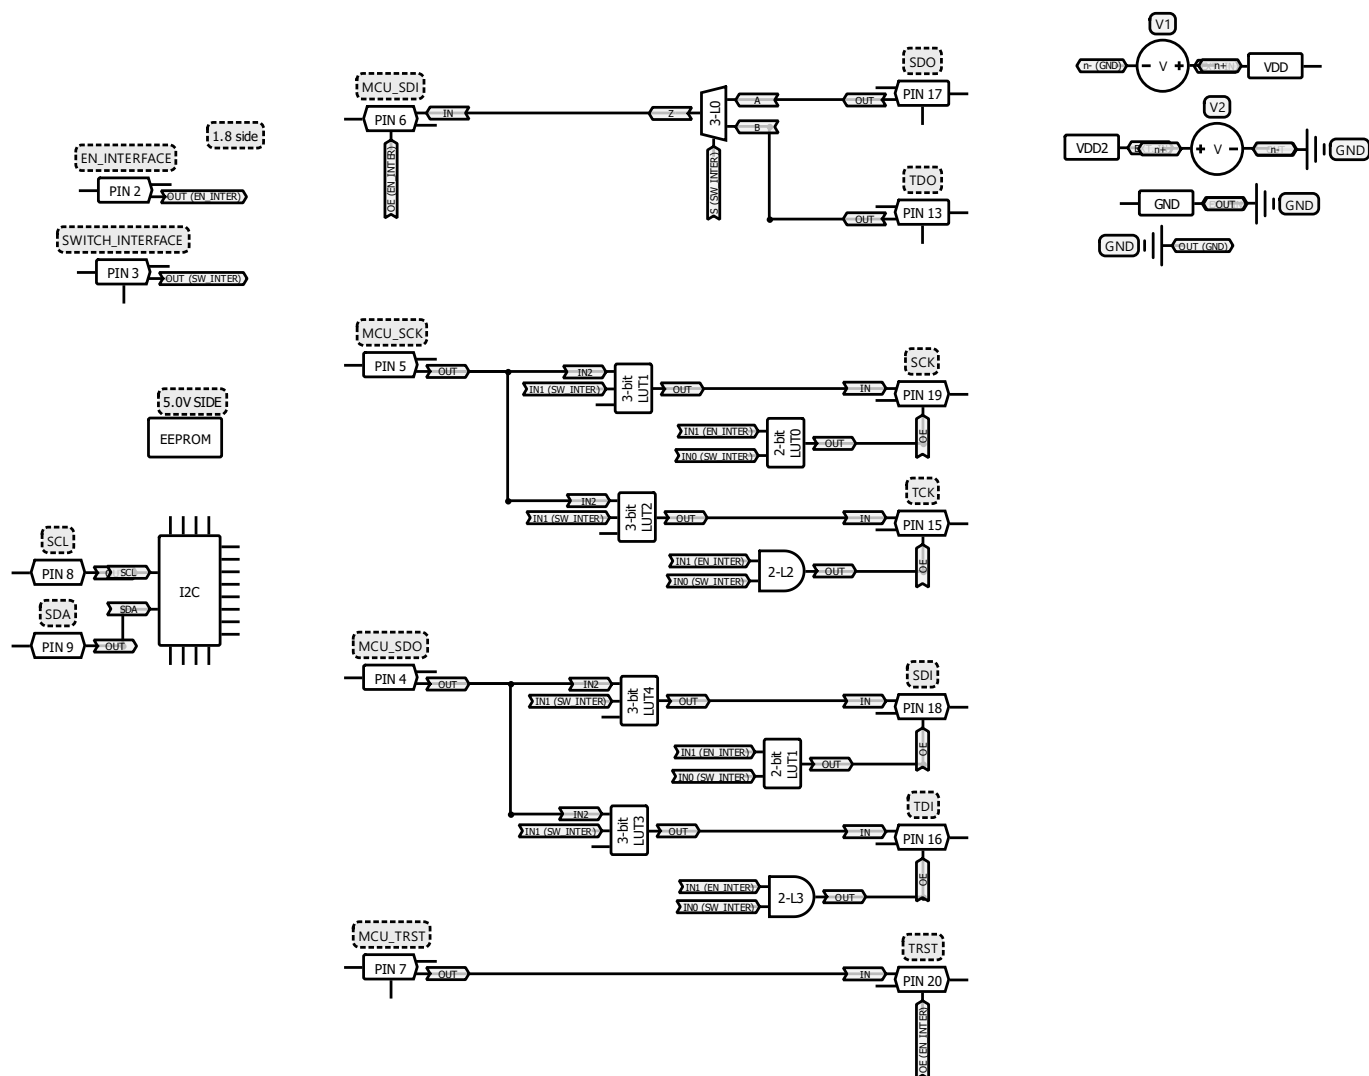 V1
n- (GND)
V
n+
VDD
V2
VDD2
n+
V
n-
GND
GND
OUT
GND
GND
OUT (GND)
1.8 side
EN_INTERFACE
PIN 2
OUT (EN_INTER)
SWITCH_INTERFACE
PIN 3
OUT (SW_INTER)
MCU_SDI
PIN 6
IN
OE (EN_INTER)
Z
3-L0
S (SW_INTER)
A
B
OUT
SDO
PIN 17
TDO
OUT
PIN 13
MCU_SCK
PIN 5
OUT
IN2
IN1 (SW_INTER)
3-bit
LUT1
OUT
IN
SCK
PIN 19
OE
IN1 (EN_INTER)
IN0 (SW_INTER)
2-bit
LUT0
OUT
IN2
IN1 (SW_INTER)
3-bit
LUT2
OUT
IN
TCK
PIN 15
OE
IN1 (EN_INTER)
IN0 (SW_INTER)
2-L2
OUT
5.0V SIDE
EEPROM
SCL
PIN 8
SCL
I2C
SDA
SDA
PIN 9
OUT
MCU_SDO
PIN 4
OUT
IN2
IN1 (SW_INTER)
3-bit
LUT4
OUT
IN
SDI
PIN 18
OE
IN1 (EN_INTER)
IN0 (SW_INTER)
2-bit
LUT1
OUT
IN2
IN1 (SW_INTER)
3-bit
LUT3
OUT
IN
TDI
PIN 16
OE
IN1 (EN_INTER)
IN0 (SW_INTER)
2-L3
OUT
MCU_TRST
PIN 7
OUT
IN
TRST
PIN 20
OE (EN_INTER)